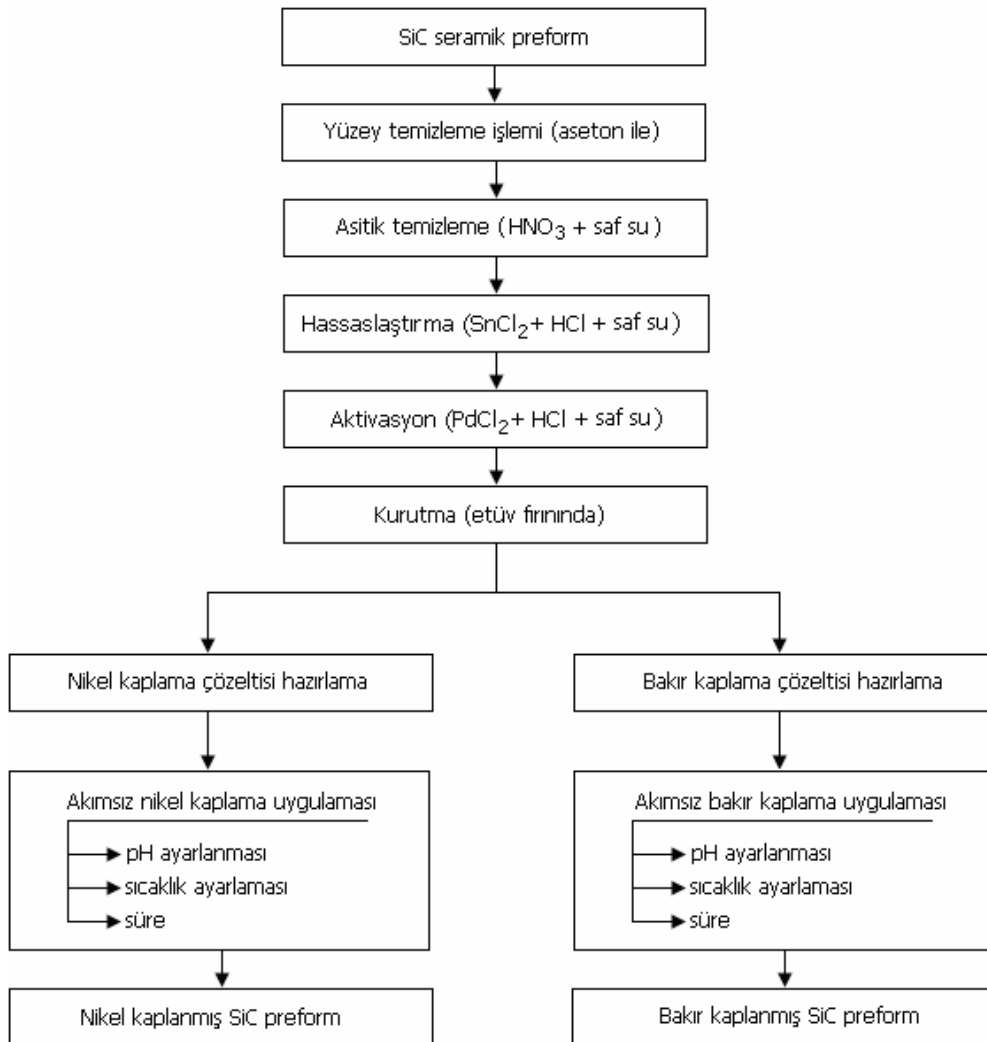 SiC seramik preform
Yüzey temizleme işlemi (aseton ile)
Asitik temizleme (HNO₃ + saf su)
Hassaslaştırma (SnCl₂+ HCl + saf su)
Aktivasyon (PdCl₂+ HCl + saf su)
Kurutma (etüv fırınında)
Nikel kaplama çözeltisi hazırlama
Bakır kaplama çözeltisi hazırlama
Akımsız nikel kaplama uygulaması
pH ayarlanması
sıcaklık ayarlaması
süre
Akımsız bakır kaplama uygulaması
pH ayarlanması
sıcaklık ayarlaması
süre
Nikel kaplanmış SiC preform
Bakır kaplanmış SiC preform